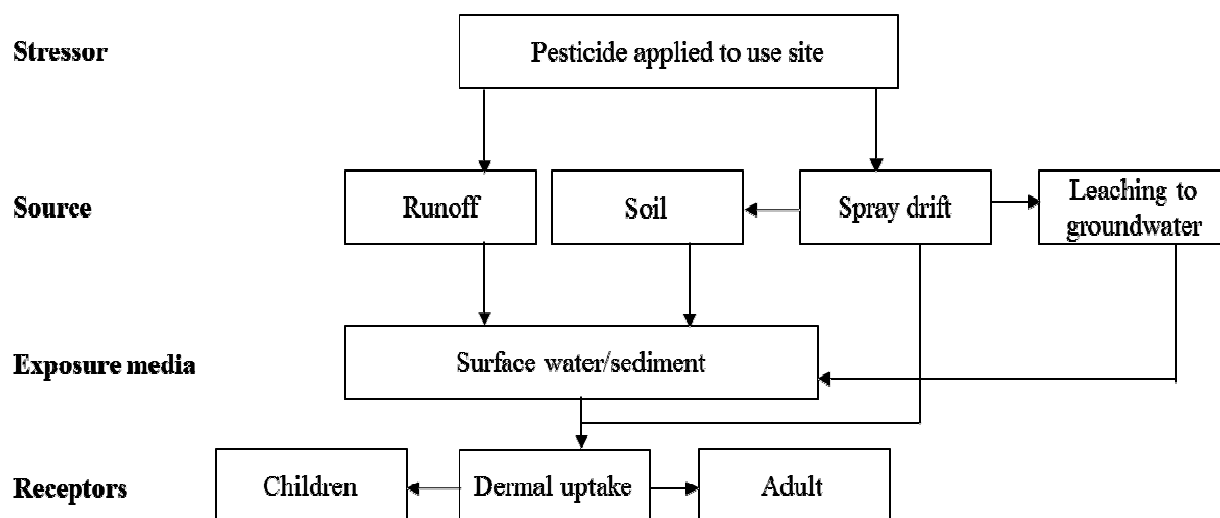 Stressor
Pesticide applied to use site
Source
Runoff
Soil
Spray drift
Leaching to
groundwater
Exposure media
Surface water/sediment
Receptors
Children
Dermal uptake
Adult